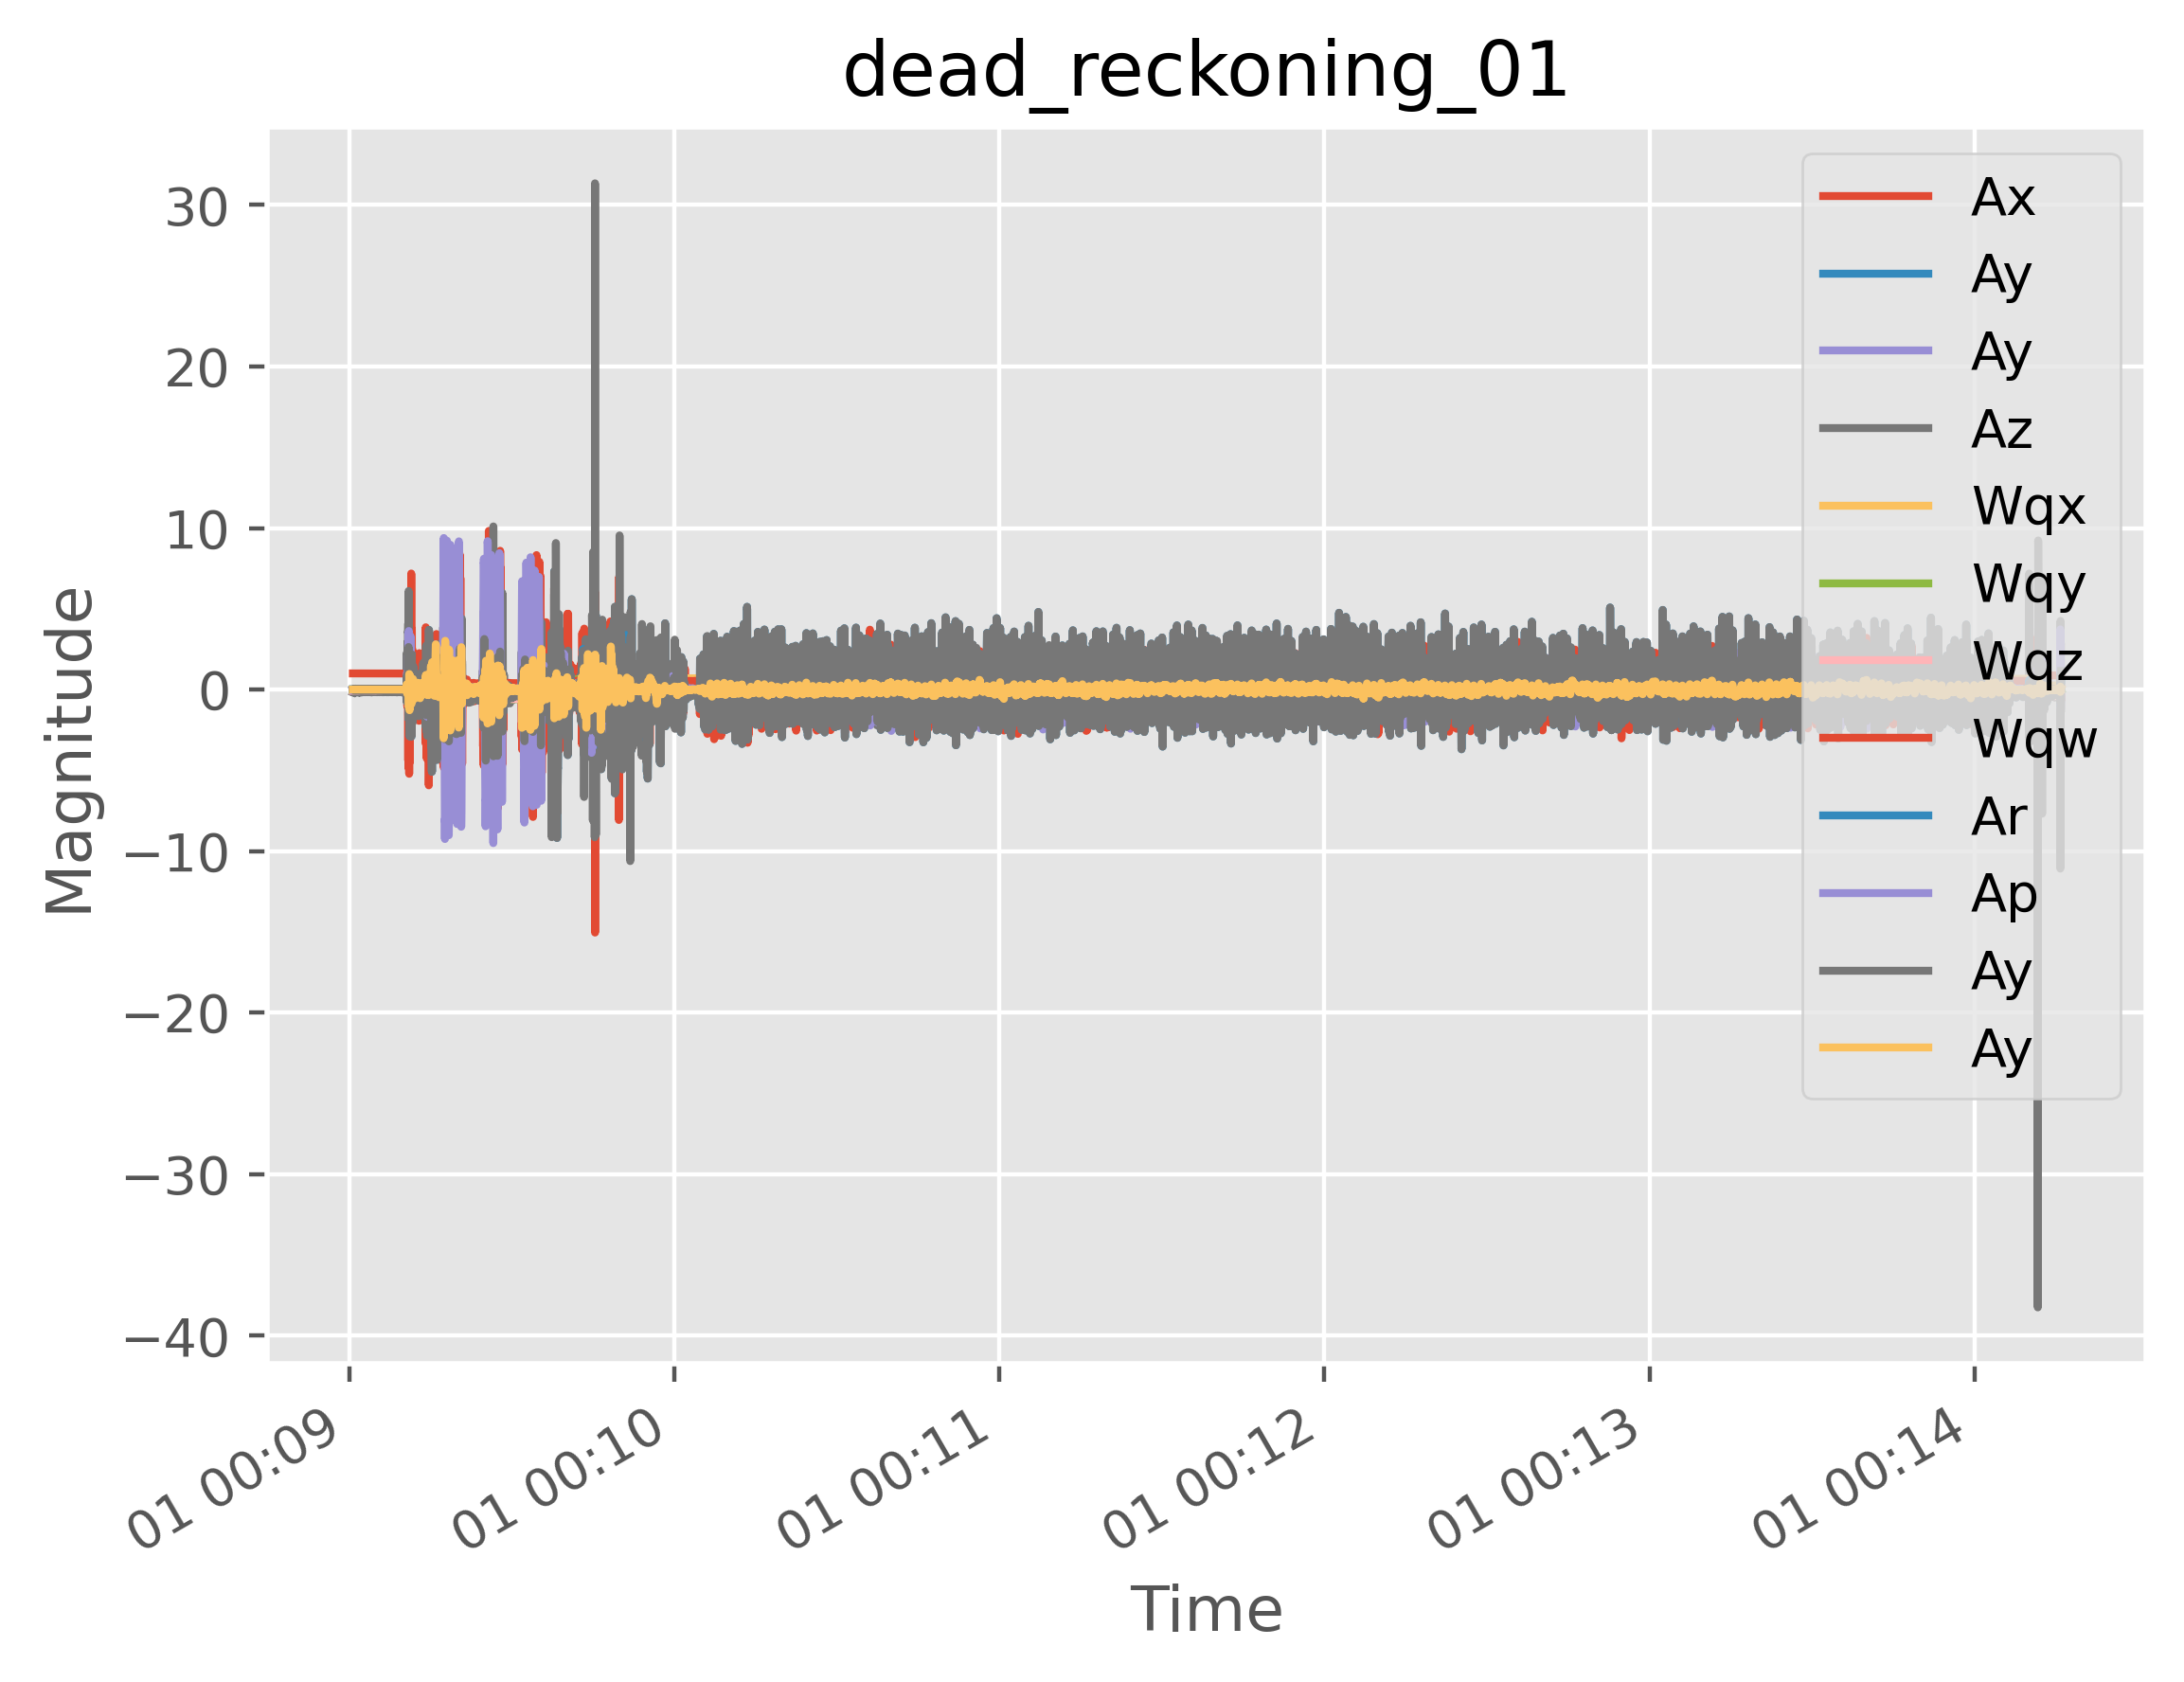 dead_reckoning_01
Magnitude
30
20
10
0
−10
−20
−30
−40
Ax
Ay
Ay
Az
Wqx
Wqy
Wqz
Wqw
Ar
Ap
Ay
Ay
01 00:09
01 00:10
01 00:11
01 00:12
01 00:13
01 00:14
Time